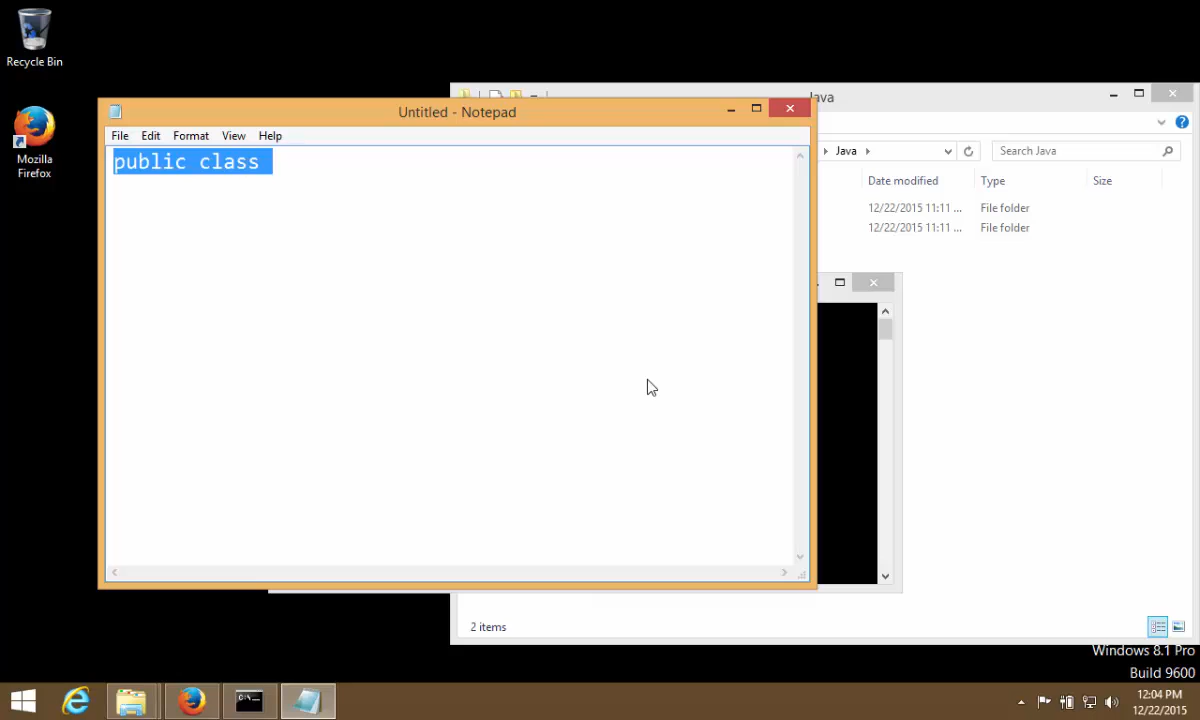 Recycle Bin
Mozilla
Firefox
Java
Untitled - Notepad
File Edit Format View Help
public class
Java
Search Java
Date modified Type Size
12/22/2015 11:11 ... File folder
12/22/2015 11:11 ... File folder
2 items
Windows 8.1 Pro
Build 9600
C:\.
12:04 PM
12/22/2015